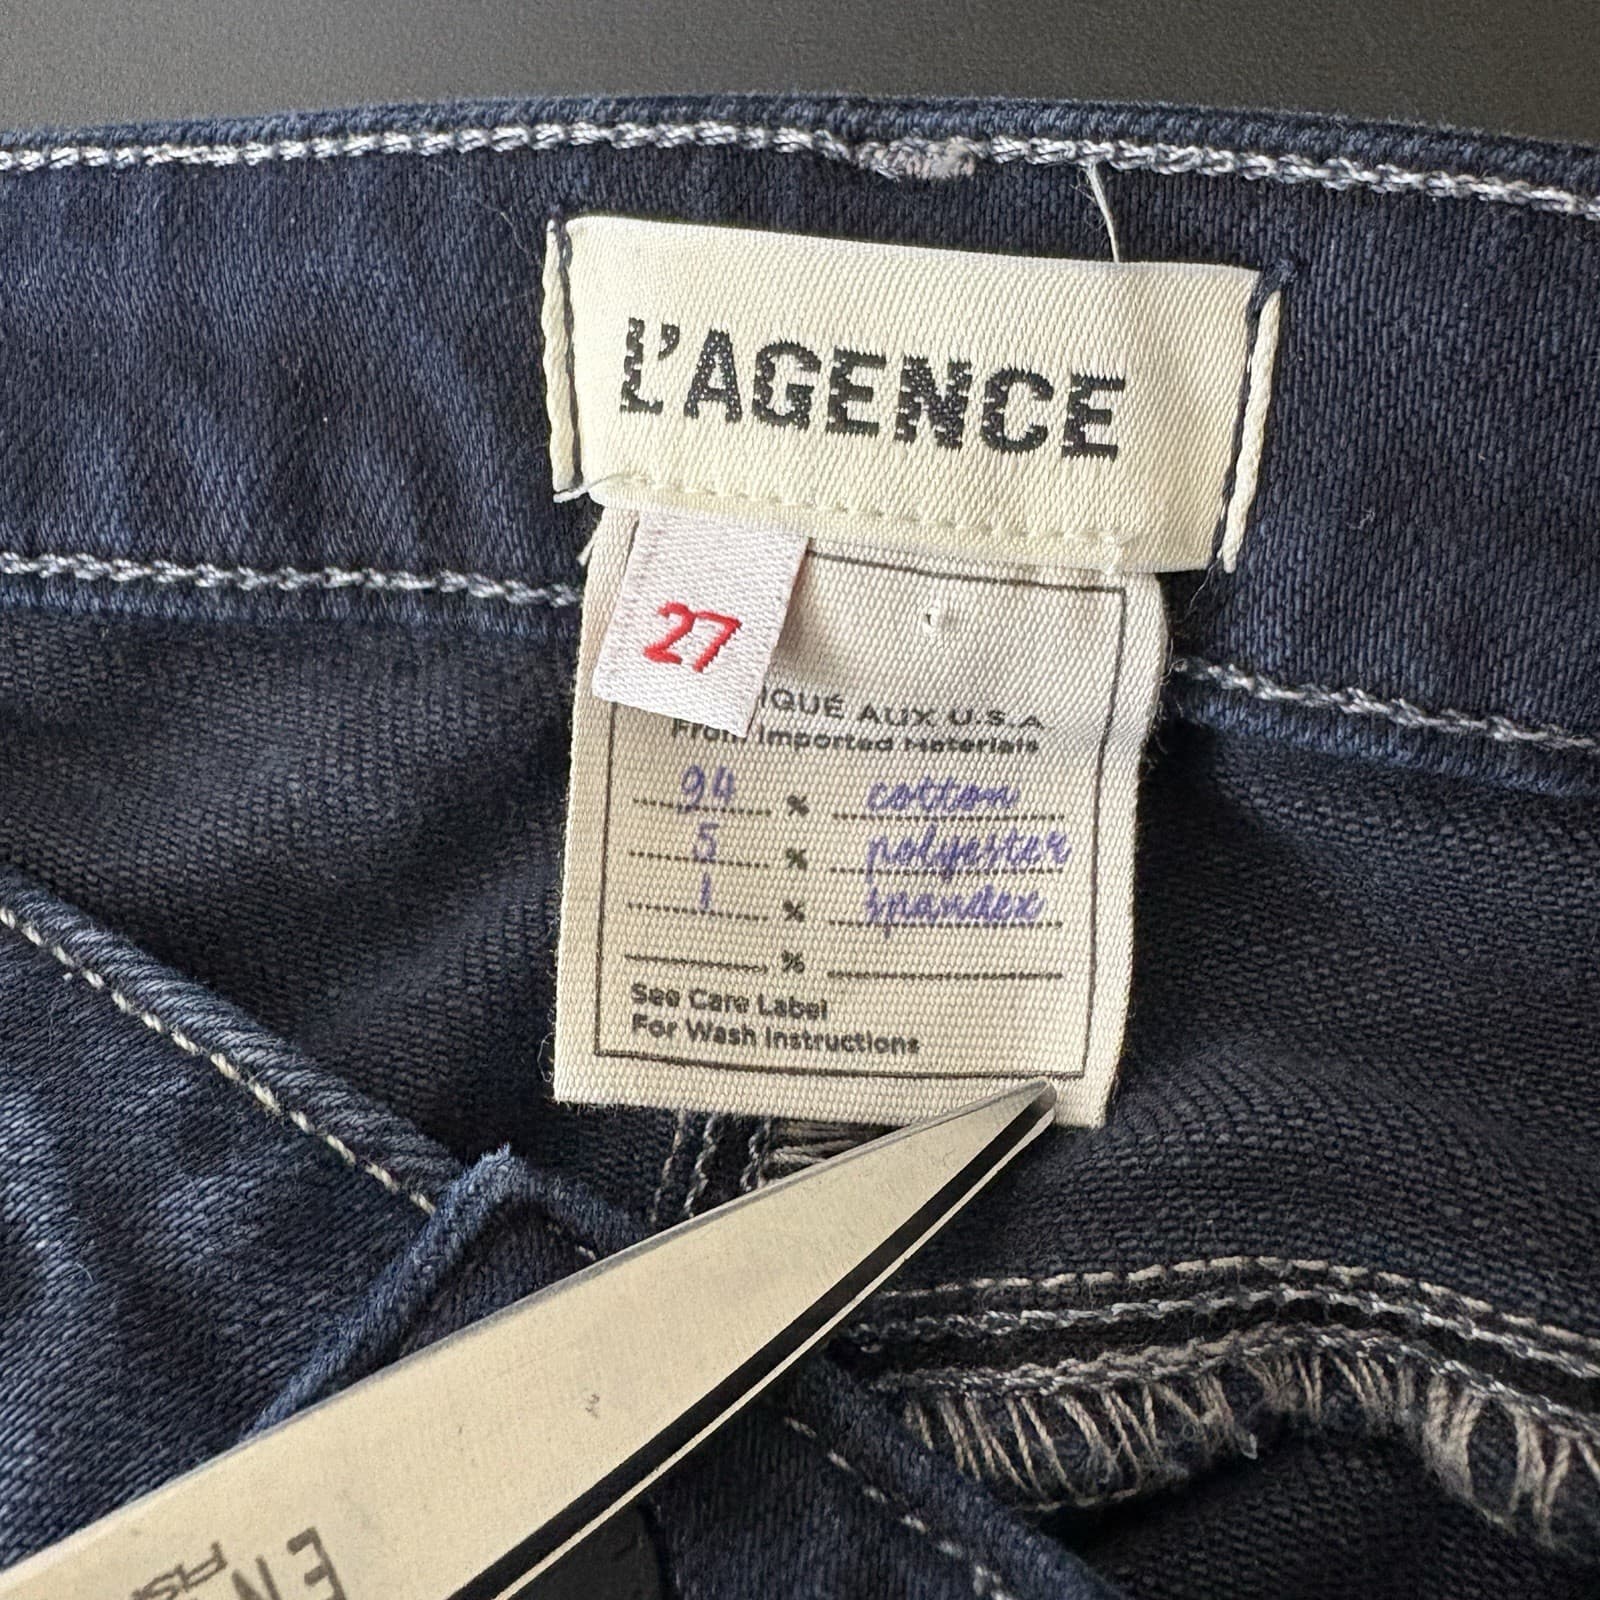 L'AGENCE
27
IQUÉ AUX U.S.A
From Imported Materials
94 % cotton
5 % polyester
1 % spandex
%
See Care Label
For Wash Instructions